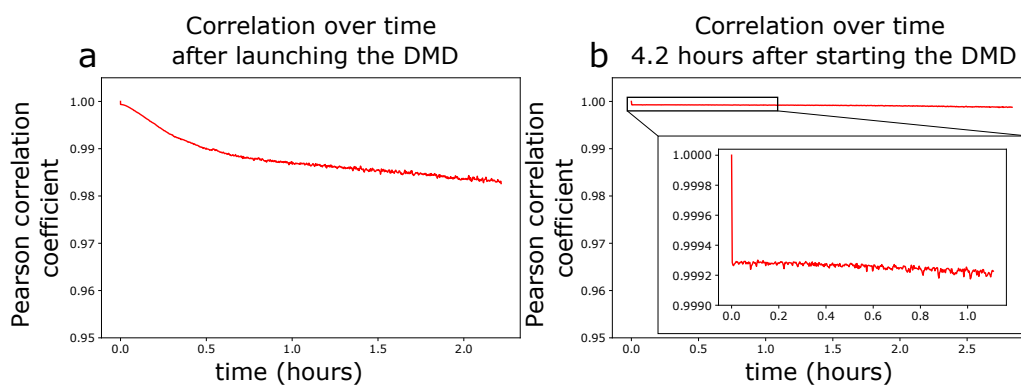 a
Correlation over time
after launching the DMD
Pearson correlation
coefficient
1.00
0.99
0.98
0.97
0.96
0.95
0.0
0.5
1.0
1.5
2.0
time (hours)
b
Correlation over time
4.2 hours after starting the DMD
Pearson correlation
coefficient
1.00
0.99
0.98
0.97
0.96
0.95
1.0000
0.9998
0.9996
0.9994
0.9992
0.9990
0.0
0.2
0.4
0.6
0.8
1.0
0.0
0.5
1.0
1.5
2.0
2.5
time (hours)